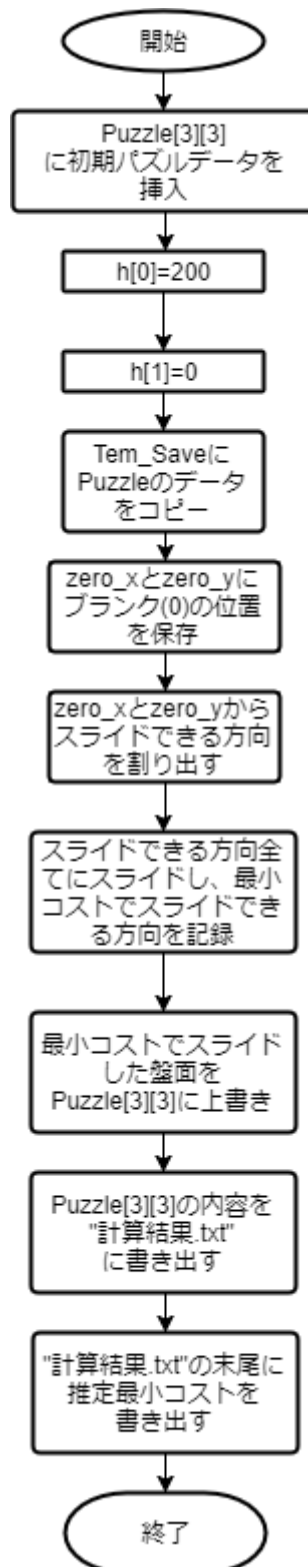 開始
Puzzle[3][3]
に初期パズルデータを
挿入
h[0]=200
h[1]=0
Tem_Saveに
Puzzleのデータ
をコピー
zero_xとzero_yに
ブランク(0)の位置
を保存
zero_xとzero_yから
スライドできる方向
を割り出す
スライドできる方向全
てにスライドし、最小
コストでスライドでき
る方向を記録
最小コストでスライド
した盤面を
Puzzle[3][3]に上書き
Puzzle[3][3]の内容を
"計算結果.txt"
に書き出す
"計算結果.txt"の末尾に
推定最小コストを
書き出す
終了